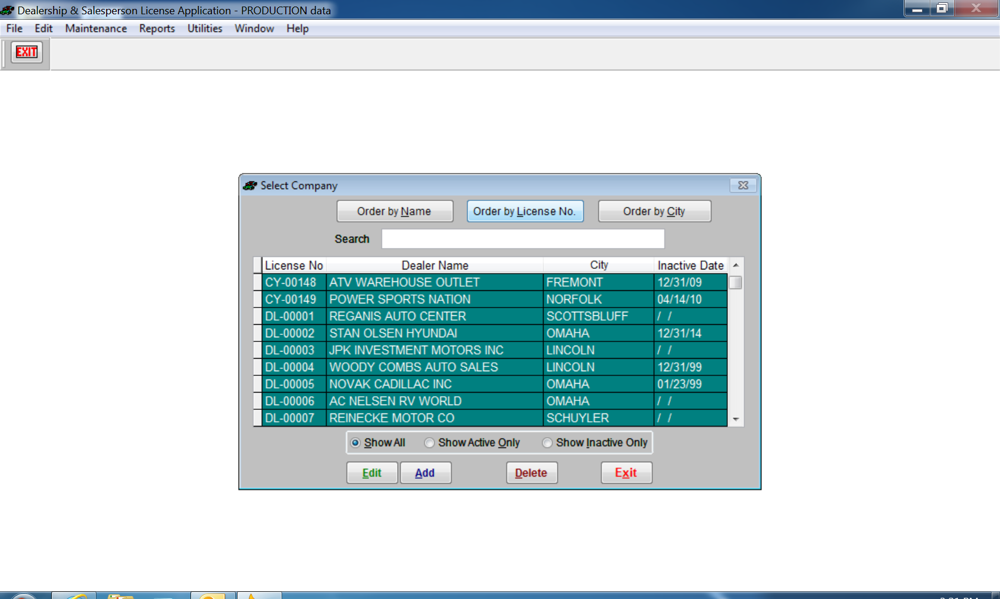 Dealership & Salesperson License Application - PRODUCTION data
File Edit Maintenance Reports Utilities Window Help
EXIT
Select Company
Order by Name Order by License No. Order by City
Search
License No Dealer Name City Inactive Date
CY-00148 ATV WAREHOUSE OUTLET FREMONT 12/31/09
CY-00149 POWER SPORTS NATION NORFOLK 04/14/10
DL-00001 REGANIS AUTO CENTER SCOTTSBLUFF / /
DL-00002 STAN OLSEN HYUNDAI OMAHA 12/31/14
DL-00003 JPK INVESTMENT MOTORS INC LINCOLN / /
DL-00004 WOODY COMBS AUTO SALES LINCOLN 12/31/99
DL-00005 NOVAK CADILLAC INC OMAHA 01/23/99
DL-00006 AC NELSEN RV WORLD OMAHA / /
DL-00007 REINECKE MOTOR CO SCHUYLER / /
Show All Show Active Only Show Inactive Only
Edit Add Delete Exit